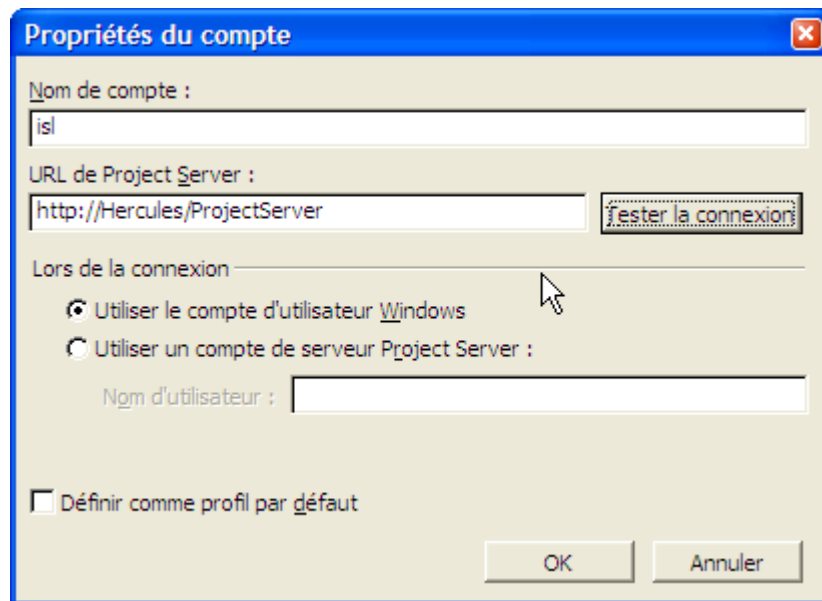 Propriétés du compte
Nom de compte :
isl
URL de Project Server :
http://Hercules/ProjectServer
Tester la connexion
Lors de la connexion
Utiliser le compte d'utilisateur Windows
Utiliser un compte de serveur Project Server :
Nom d'utilisateur :
Définir comme profil par défaut
OK
Annuler